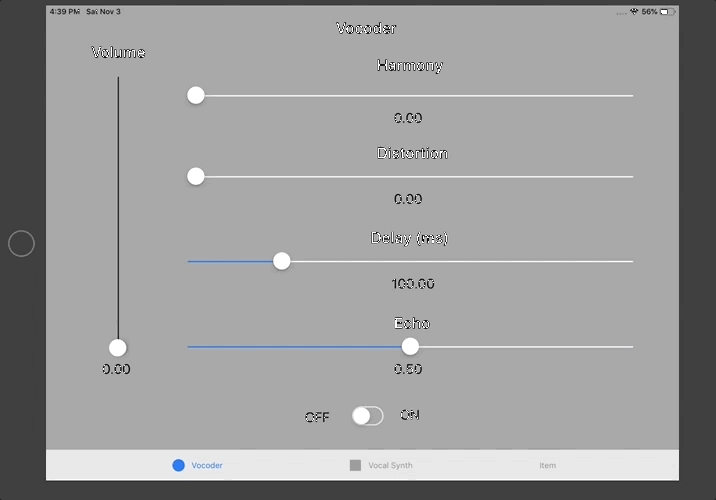 4:39 PM Sat Nov 3
56%
Vocoder
Volume
Harmony
0.00
Distortion
0.00
Delay (ms)
100.00
Echo
0.50
0.00
OFF ON
Vocoder Vocal Synth Item